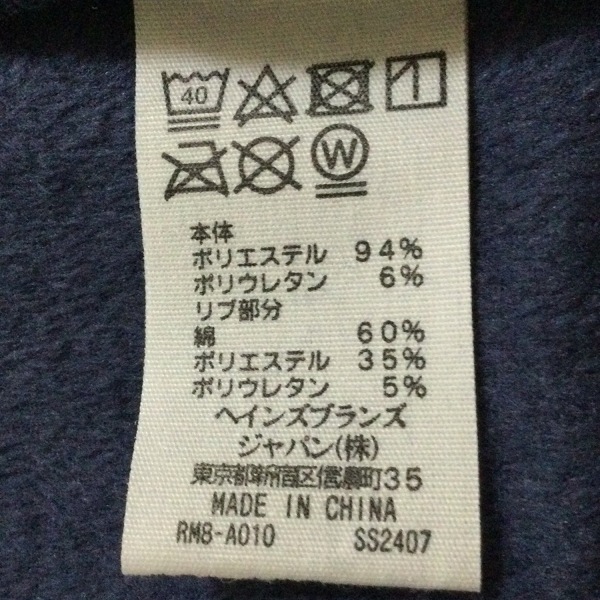 40
W
本体
ポリエステル 94%
ポリウレタン 6%
リブ部分
綿 60%
ポリエステル 35%
ポリウレタン 5%
ヘインズブランズ
ジャパン(株)
東京都新宿区信濃町35
MADE IN CHINA
RM8-A010 SS2407